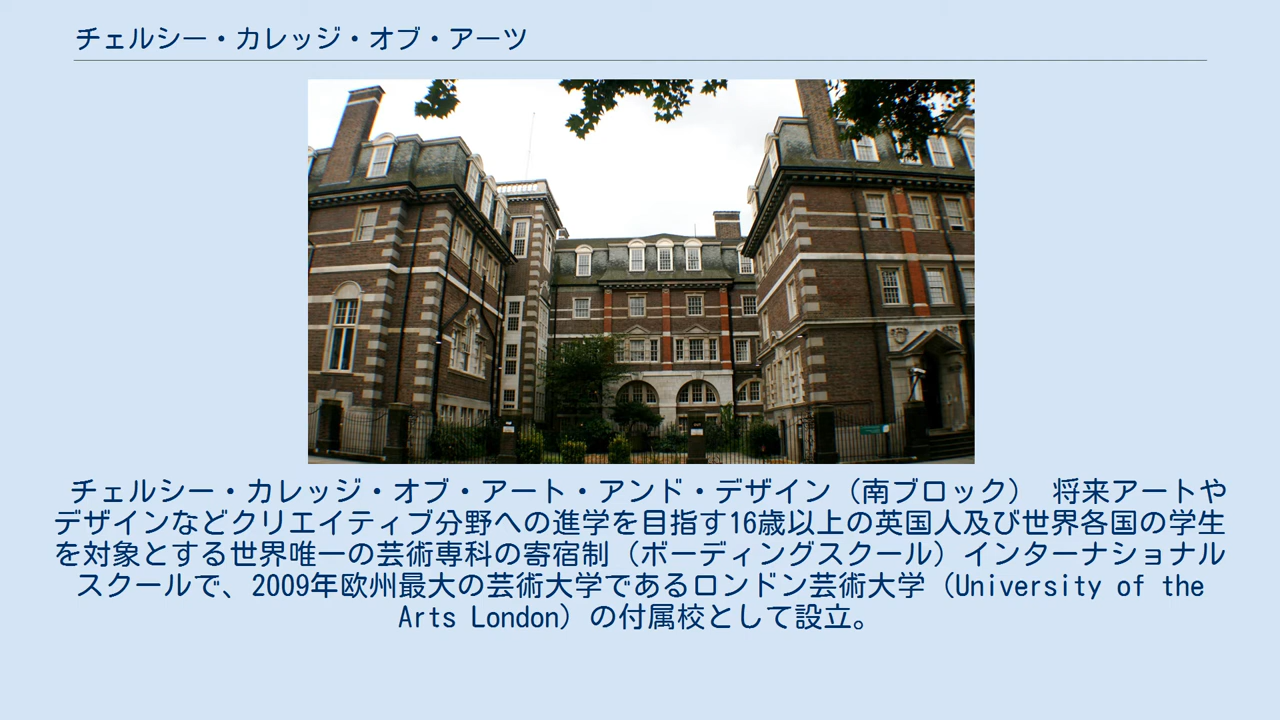 チェルシー・カレッジ・オブ・アーツ
チェルシー・カレッジ・オブ・アート・アンド・デザイン（南ブロック） 将来アートや
デザインなどクリエイティブ分野への進学を目指す16歳以上の英国人及び世界各国の学生
を対象とする世界唯一の芸術専科の寄宿制（ボーディングスクール）インターナショナル
スクールで、2009年欧州最大の芸術大学であるロンドン芸術大学（University of the
Arts London）の付属校として設立。